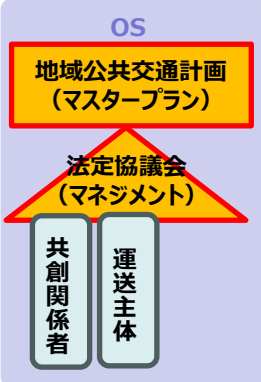 OS
地域公共交通計画
（マスタープラン）
法定協議会
（マネジメント）
共創関係者
運送主体